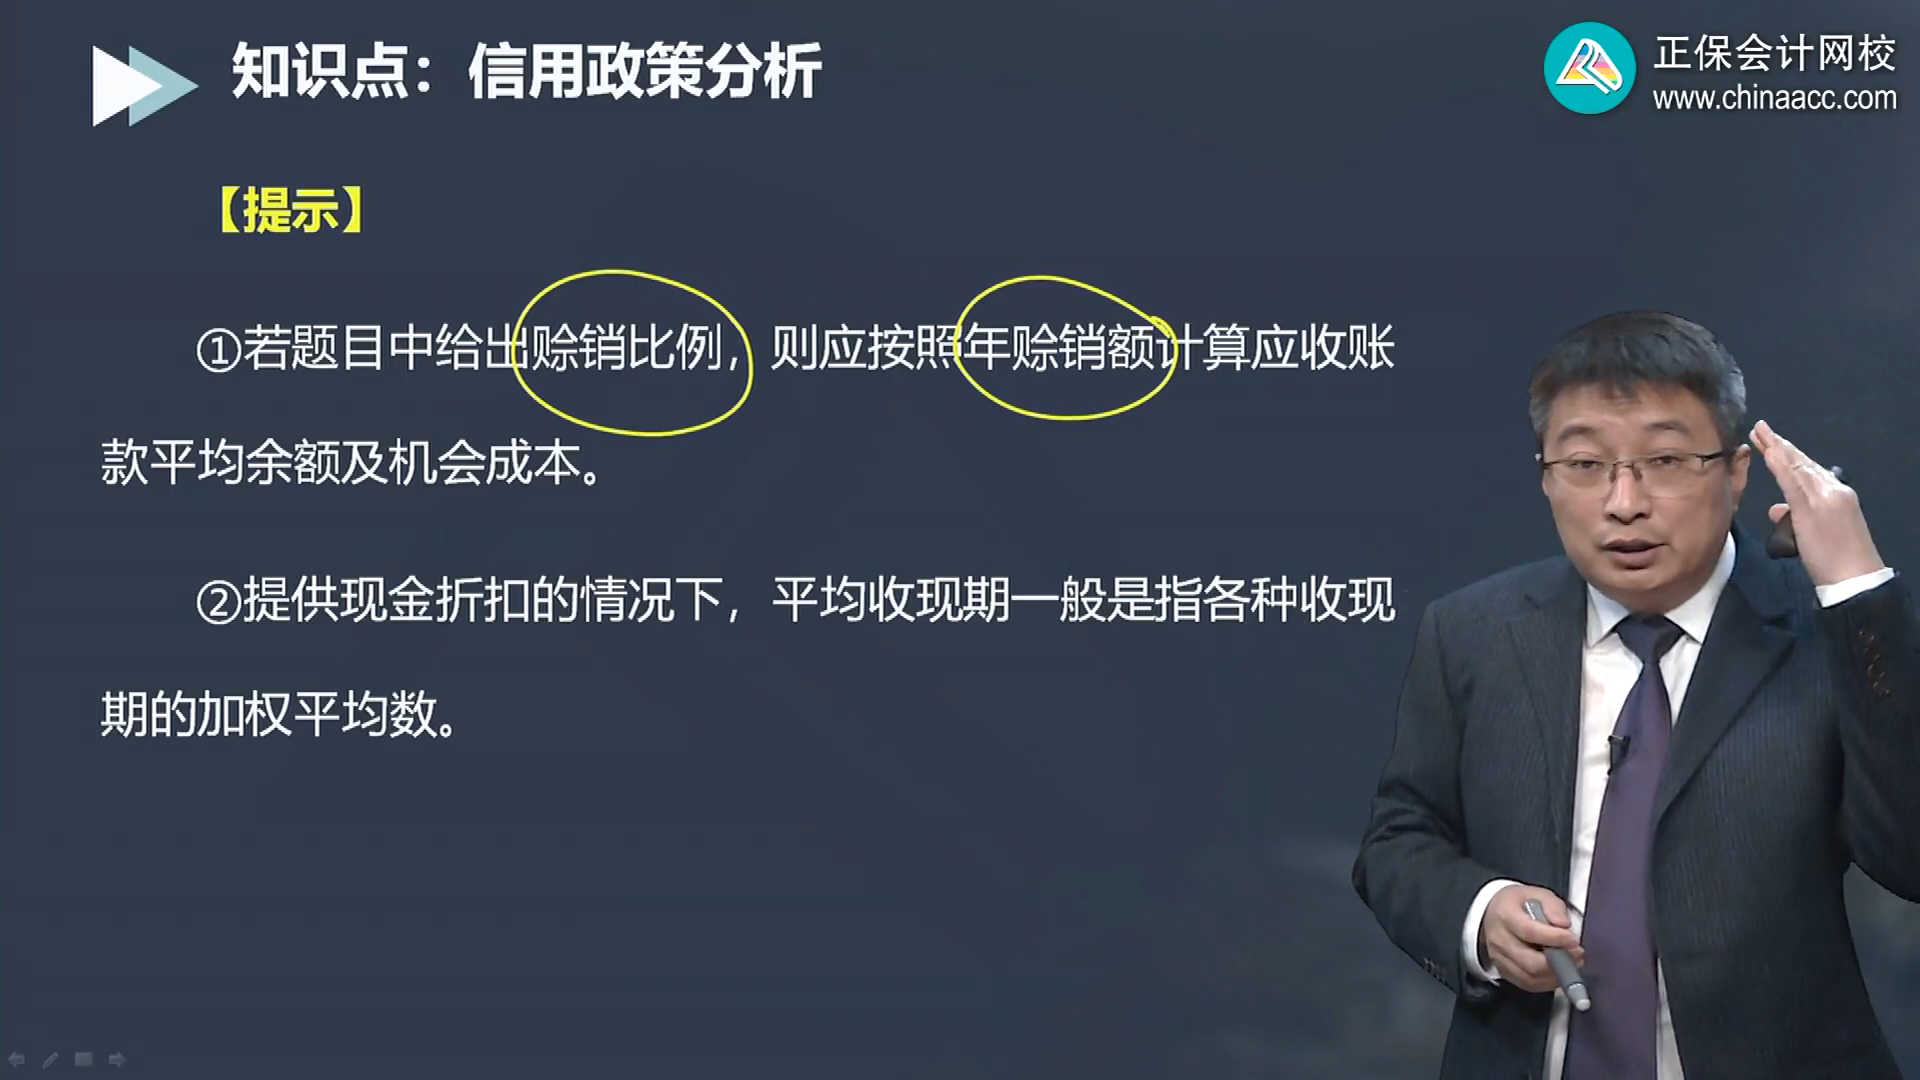 知识点：信用政策分析
正保会计网校
www.chinaacc.com
【提示】
①若题目中给出赊销比例，则应按照年赊销额计算应收账
款平均余额及机会成本。
②提供现金折扣的情况下，平均收现期一般是指各种收现
期的加权平均数。